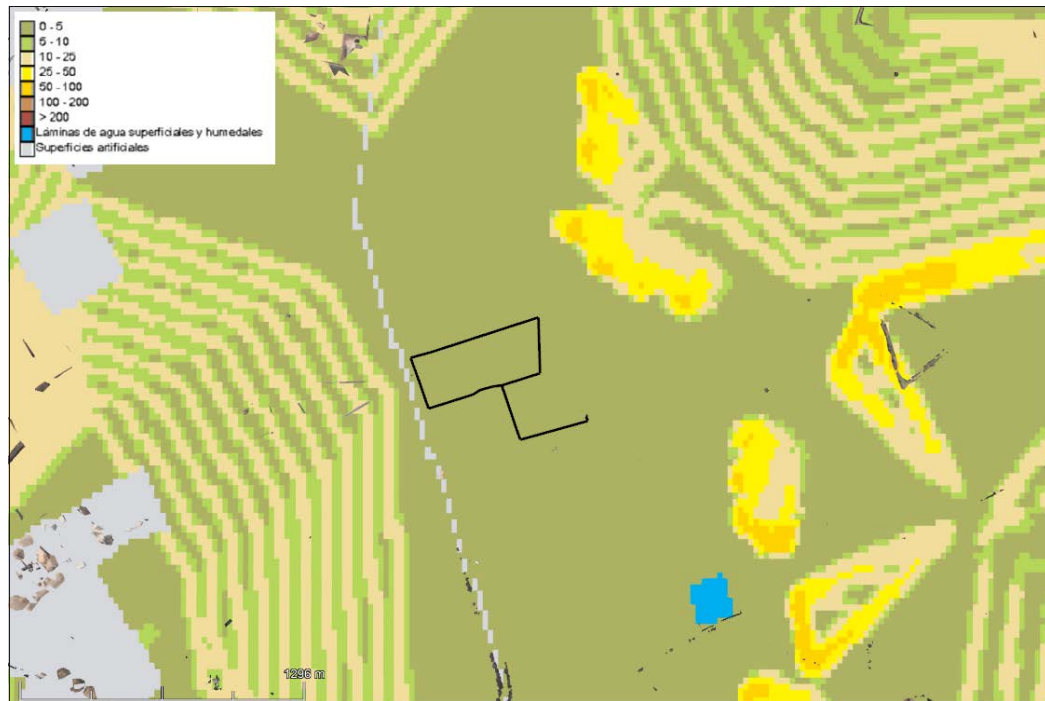 0 - 5
5 - 10
10 - 25
25 - 50
50 - 100
100 - 200
> 200
Láminas de agua superficiales y humedales
Superficies artificiales
1296 m